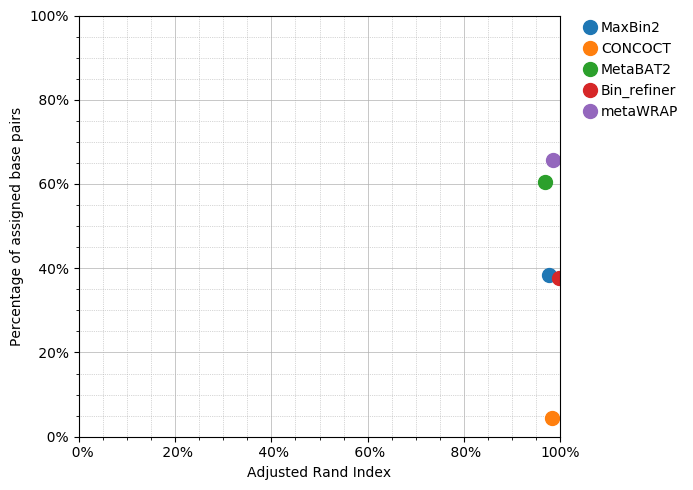 100%
80%
60%
40%
20%
0%
Percentage of assigned base pairs
0%
20%
40%
60%
80%
100%
Adjusted Rand Index
MaxBin2
CONCOCT
MetaBAT2
Bin_refiner
metaWRAP